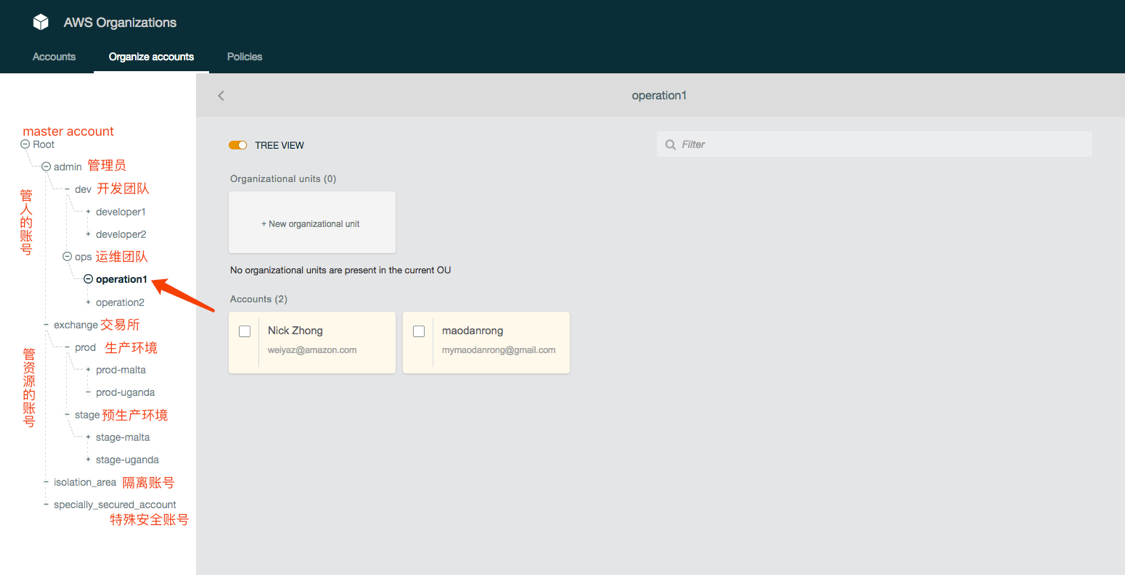 AWS Organizations
Accounts
Organize accounts
Policies
operation1
master account
Root
admin 管理员
dev 开发团队
developer1
developer2
ops 运维团队
operation1
operation2
exchange 交易所
prod 生产环境
prod-malta
prod-uganda
stage 预生产环境
stage-malta
stage-uganda
isolation_area 隔离账号
specially_secured_account
特殊安全账号
管人的账号
管资源的账号
TREE VIEW
Filter
Organizational units (0)
+ New organizational unit
No organizational units are present in the current OU
Accounts (2)
Nick Zhong
weiyaz@amazon.com
maodanrong
mymaodanrong@gmail.com